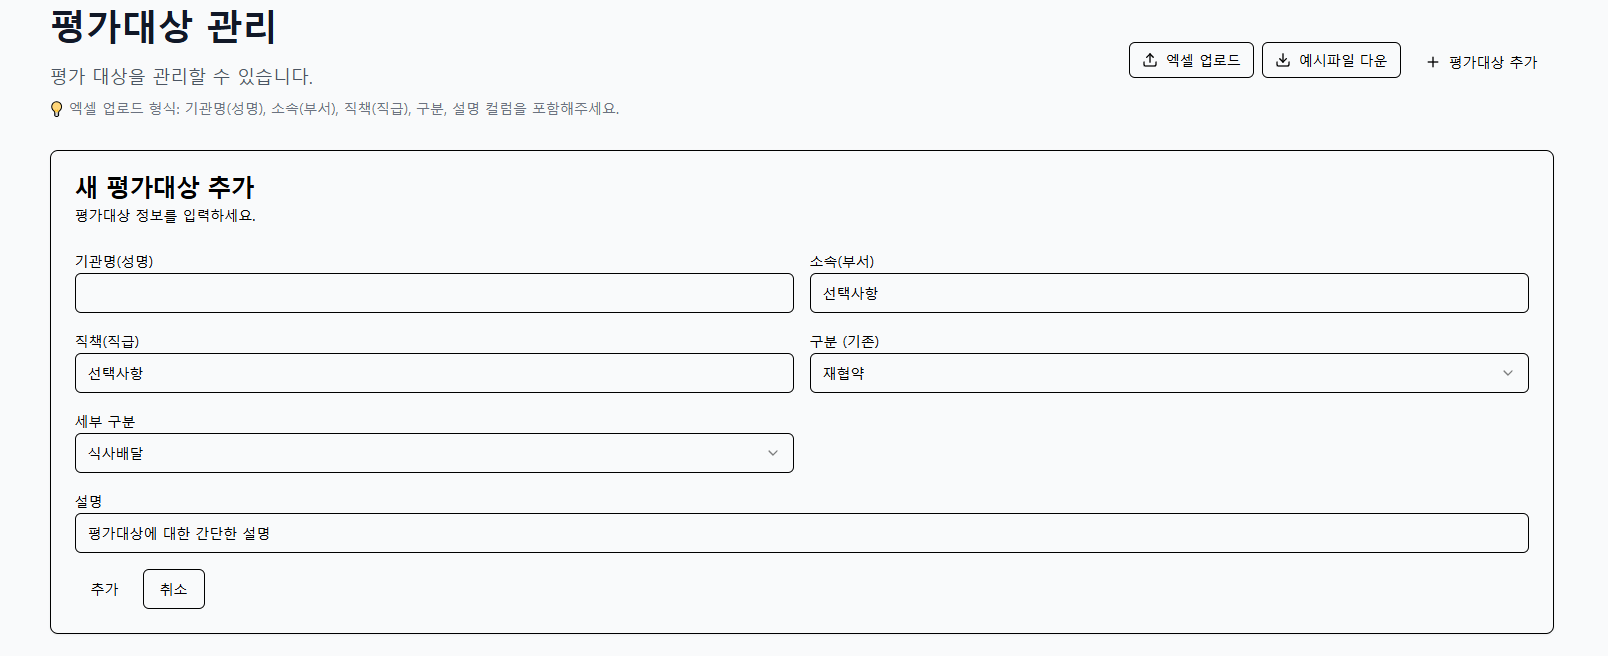 평가대상 관리
평가 대상을 관리할 수 있습니다.
엑셀 업로드 형식: 기관명(성명), 소속(부서), 직책(직급), 구분, 설명 컬럼을 포함해주세요.
엑셀 업로드
예시파일 다운
+ 평가대상 추가
새 평가대상 추가
평가대상 정보를 입력하세요.
기관명(성명)
소속(부서)
선택사항
직책(직급)
선택사항
구분 (기존)
재협약
세부 구분
식사배달
설명
평가대상에 대한 간단한 설명
추가
취소